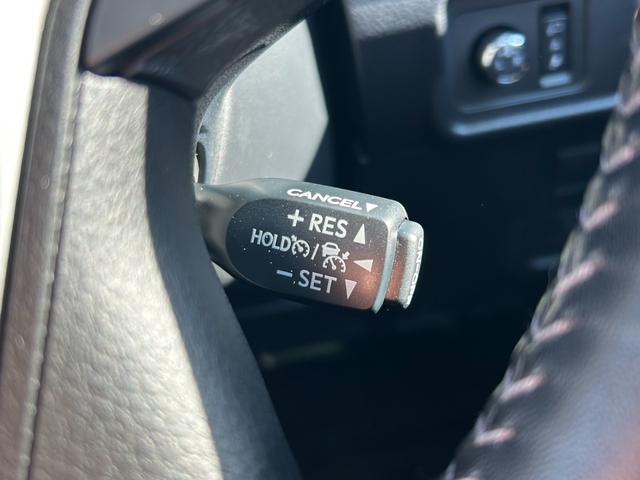 CANCEL▼
+ RES ▲
HOLD / ◀
− SET ▼